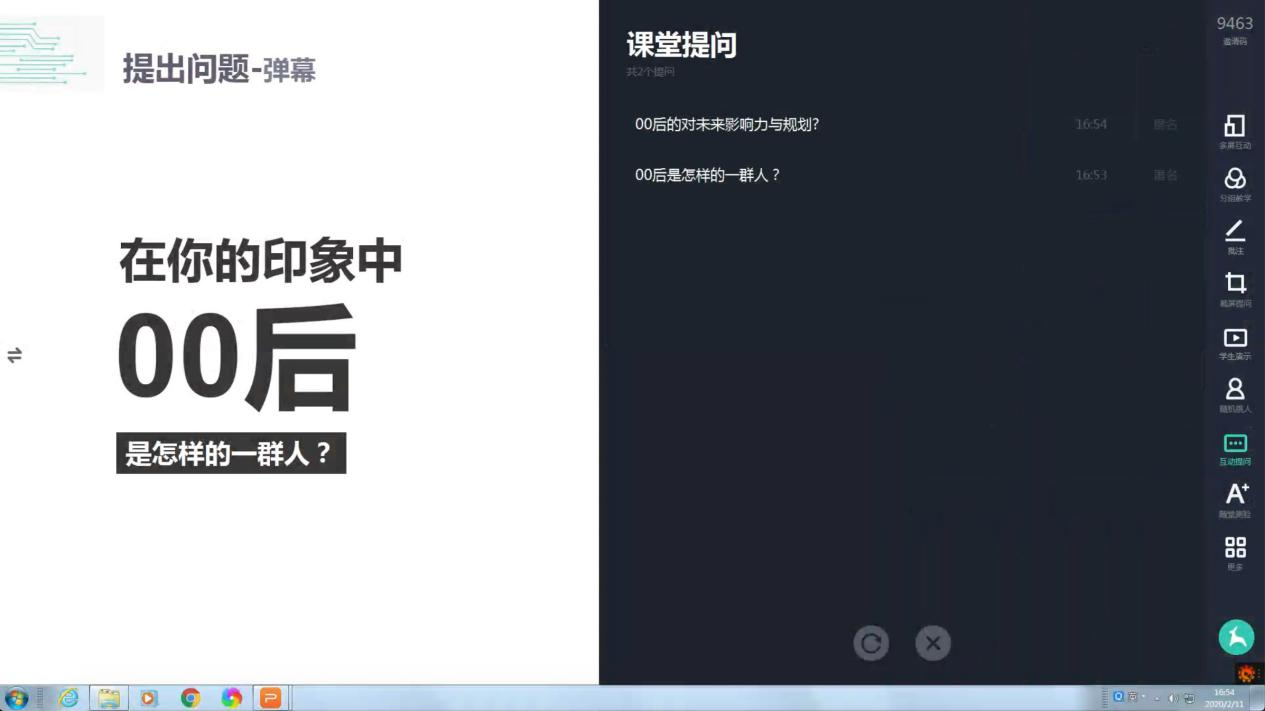 提出问题-弹幕
在你的印象中
00后
是怎样的一群人？
课堂提问
共2个提问
00后的对未来影响力与规划?
16:54
匿名
00后是怎样的一群人？
16:53
匿名
9463
邀请码
多屏互动
分组教学
批注
截屏提问
学生演示
随机挑人
互动提问
A+
随堂测验
更多
16:54
2020/2/11